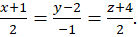 x+1/2 = y−2/−1 = z+4/2.